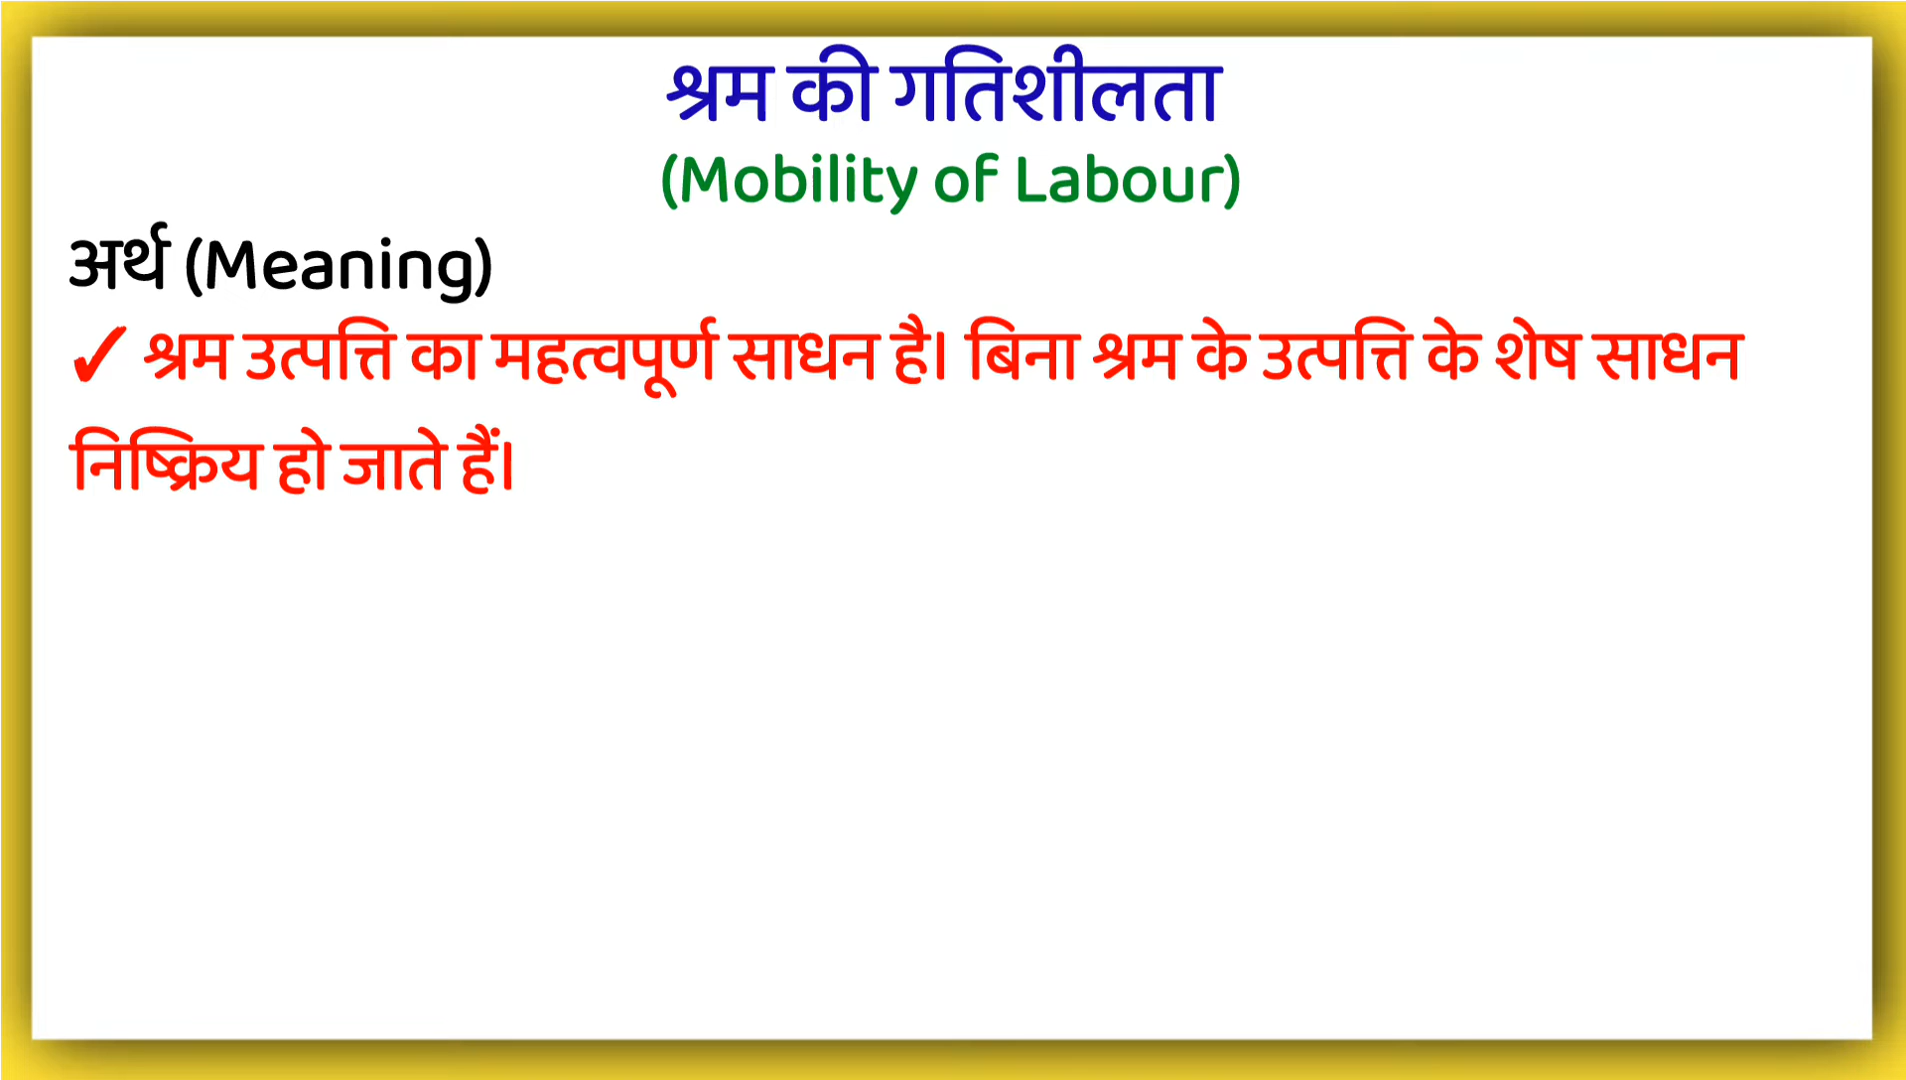 श्रम की गतिशीलता
(Mobility of Labour)
अर्थ (Meaning)
✓ श्रम उत्पत्ति का महत्वपूर्ण साधन है। बिना श्रम के उत्पत्ति के शेष साधन
निष्क्रिय हो जाते हैं।